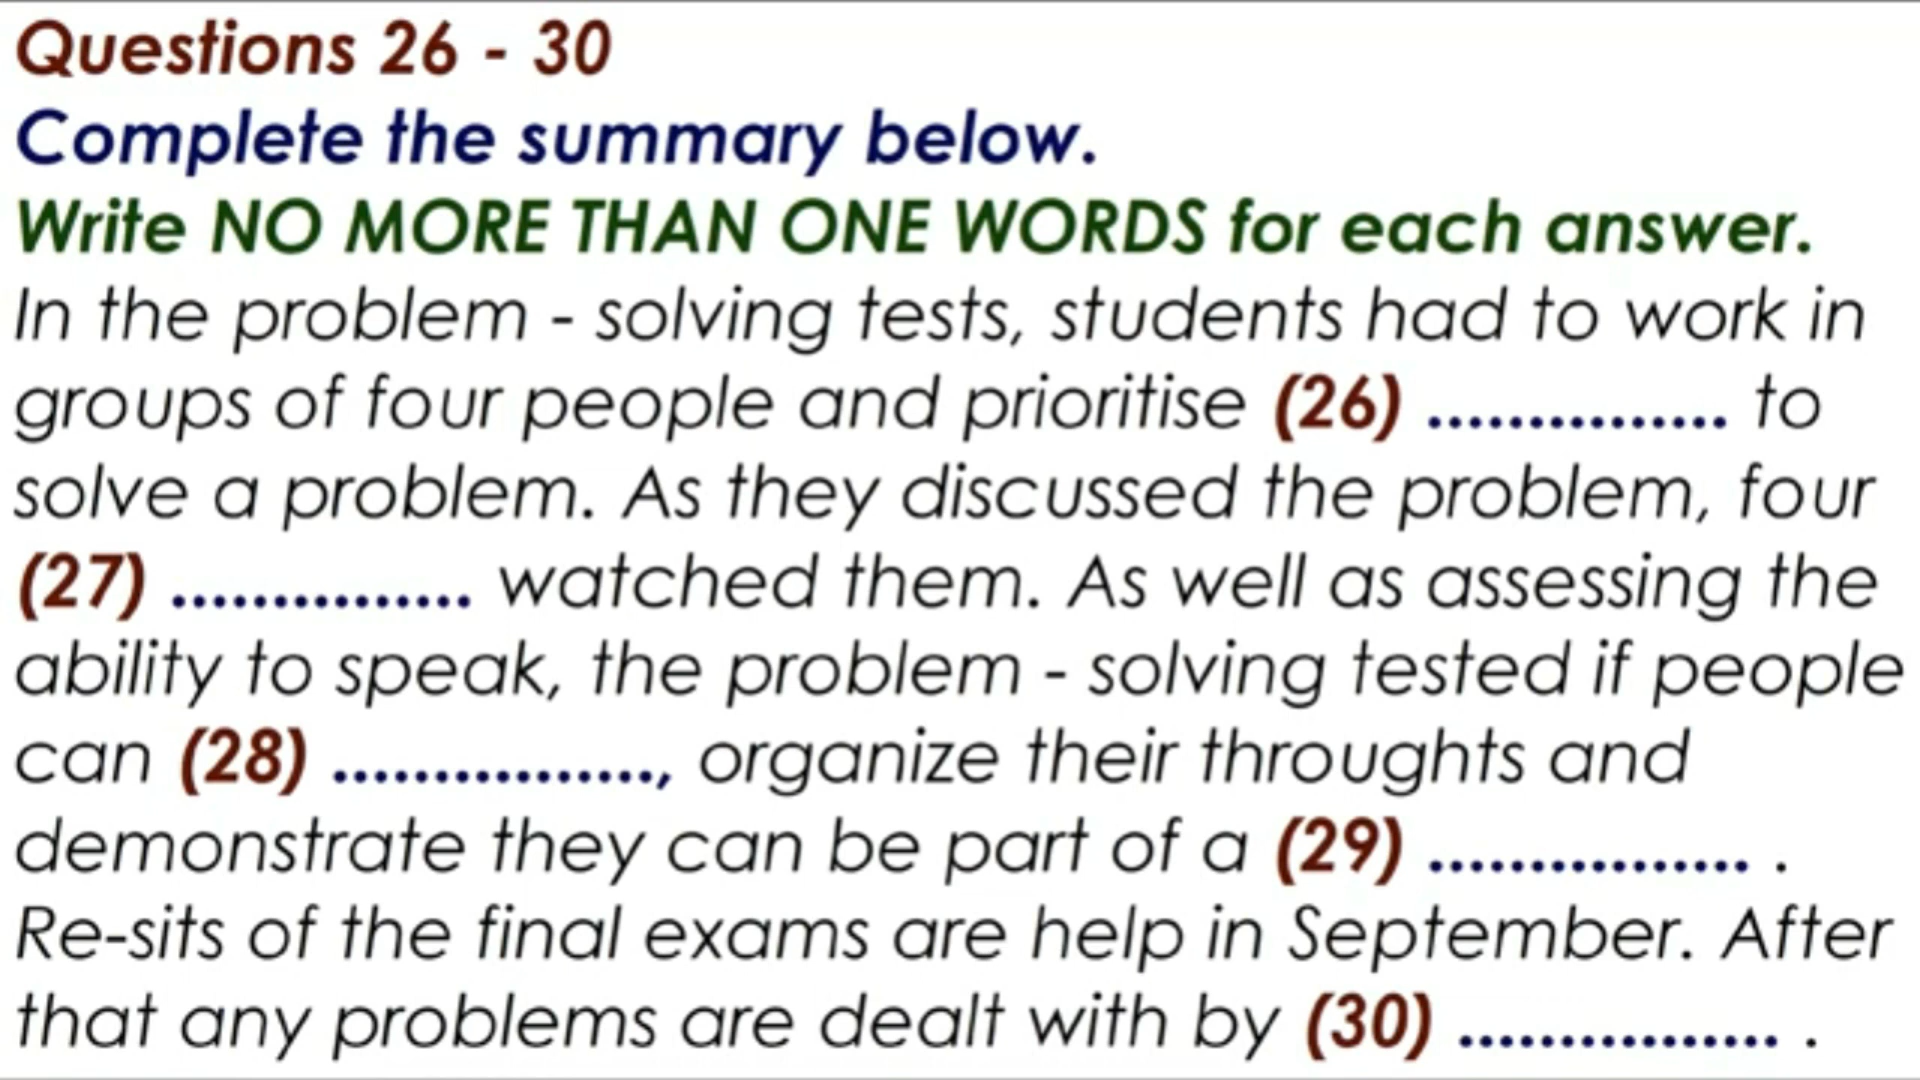 Questions 26 - 30
Complete the summary below.
Write NO MORE THAN ONE WORDS for each answer.
In the problem - solving tests, students had to work in
groups of four people and prioritise (26) ............... to
solve a problem. As they discussed the problem, four
(27) ............... watched them. As well as assessing the
ability to speak, the problem - solving tested if people
can (28) ................, organize their throughts and
demonstrate they can be part of a (29) ................ .
Re-sits of the final exams are help in September. After
that any problems are dealt with by (30) ................ .